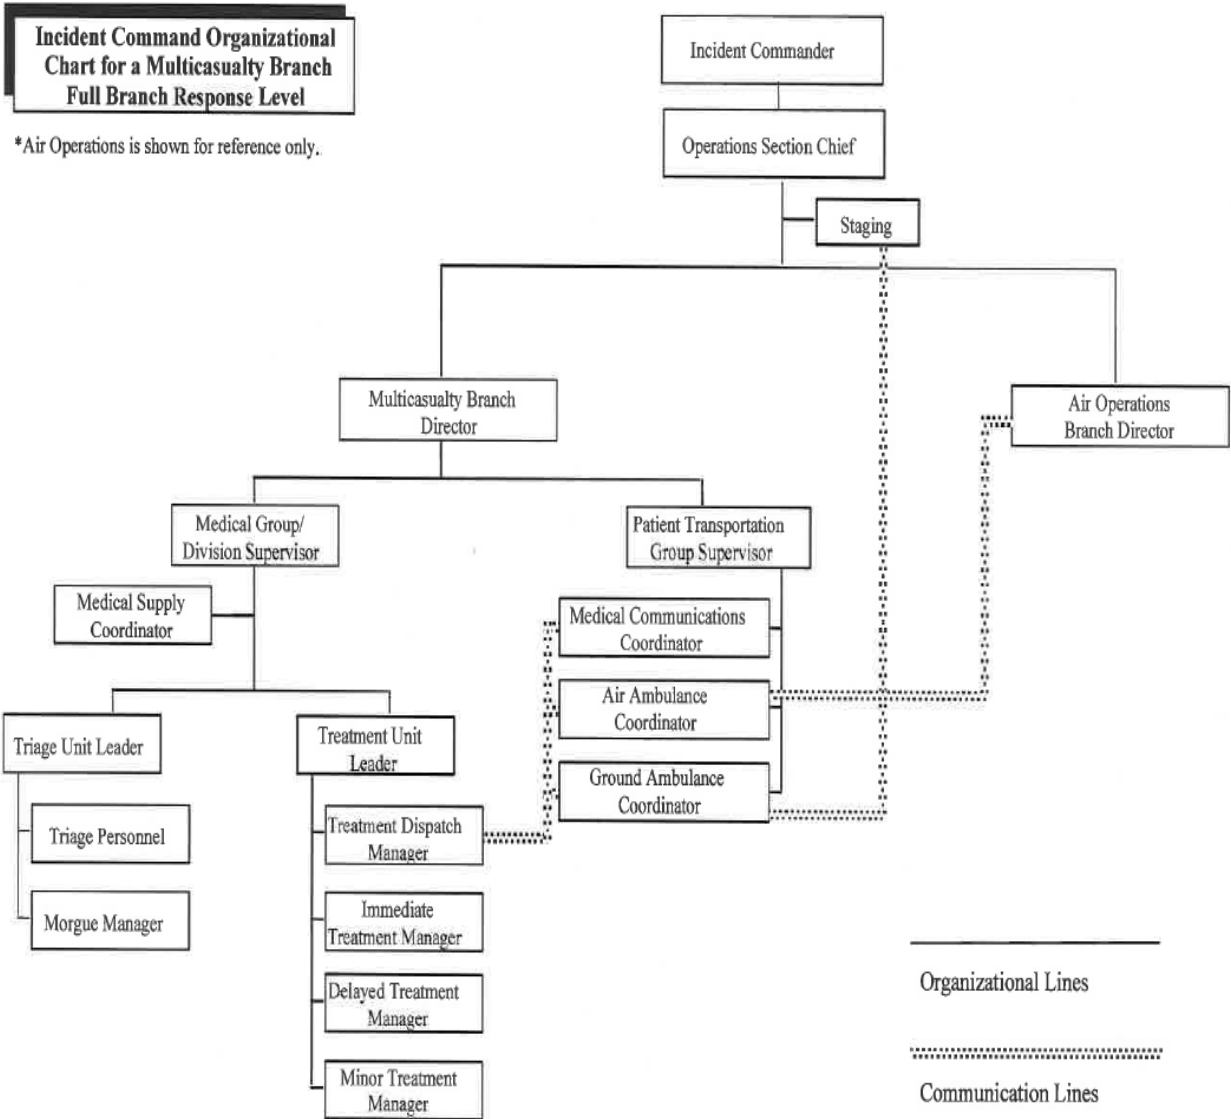 Incident Command Organizational
Chart for a Multicasualty Branch
Full Branch Response Level
*Air Operations is shown for reference only.
Incident Commander
Operations Section Chief
Staging
Multicasualty Branch
Director
Air Operations
Branch Director
Medical Group/
Division Supervisor
Patient Transportation
Group Supervisor
Medical Supply
Coordinator
Medical Communications
Coordinator
Air Ambulance
Coordinator
Ground Ambulance
Coordinator
Triage Unit Leader
Treatment Unit
Leader
Triage Personnel
Morgue Manager
Treatment Dispatch
Manager
Immediate
Treatment Manager
Delayed Treatment
Manager
Minor Treatment
Manager
Organizational Lines
Communication Lines